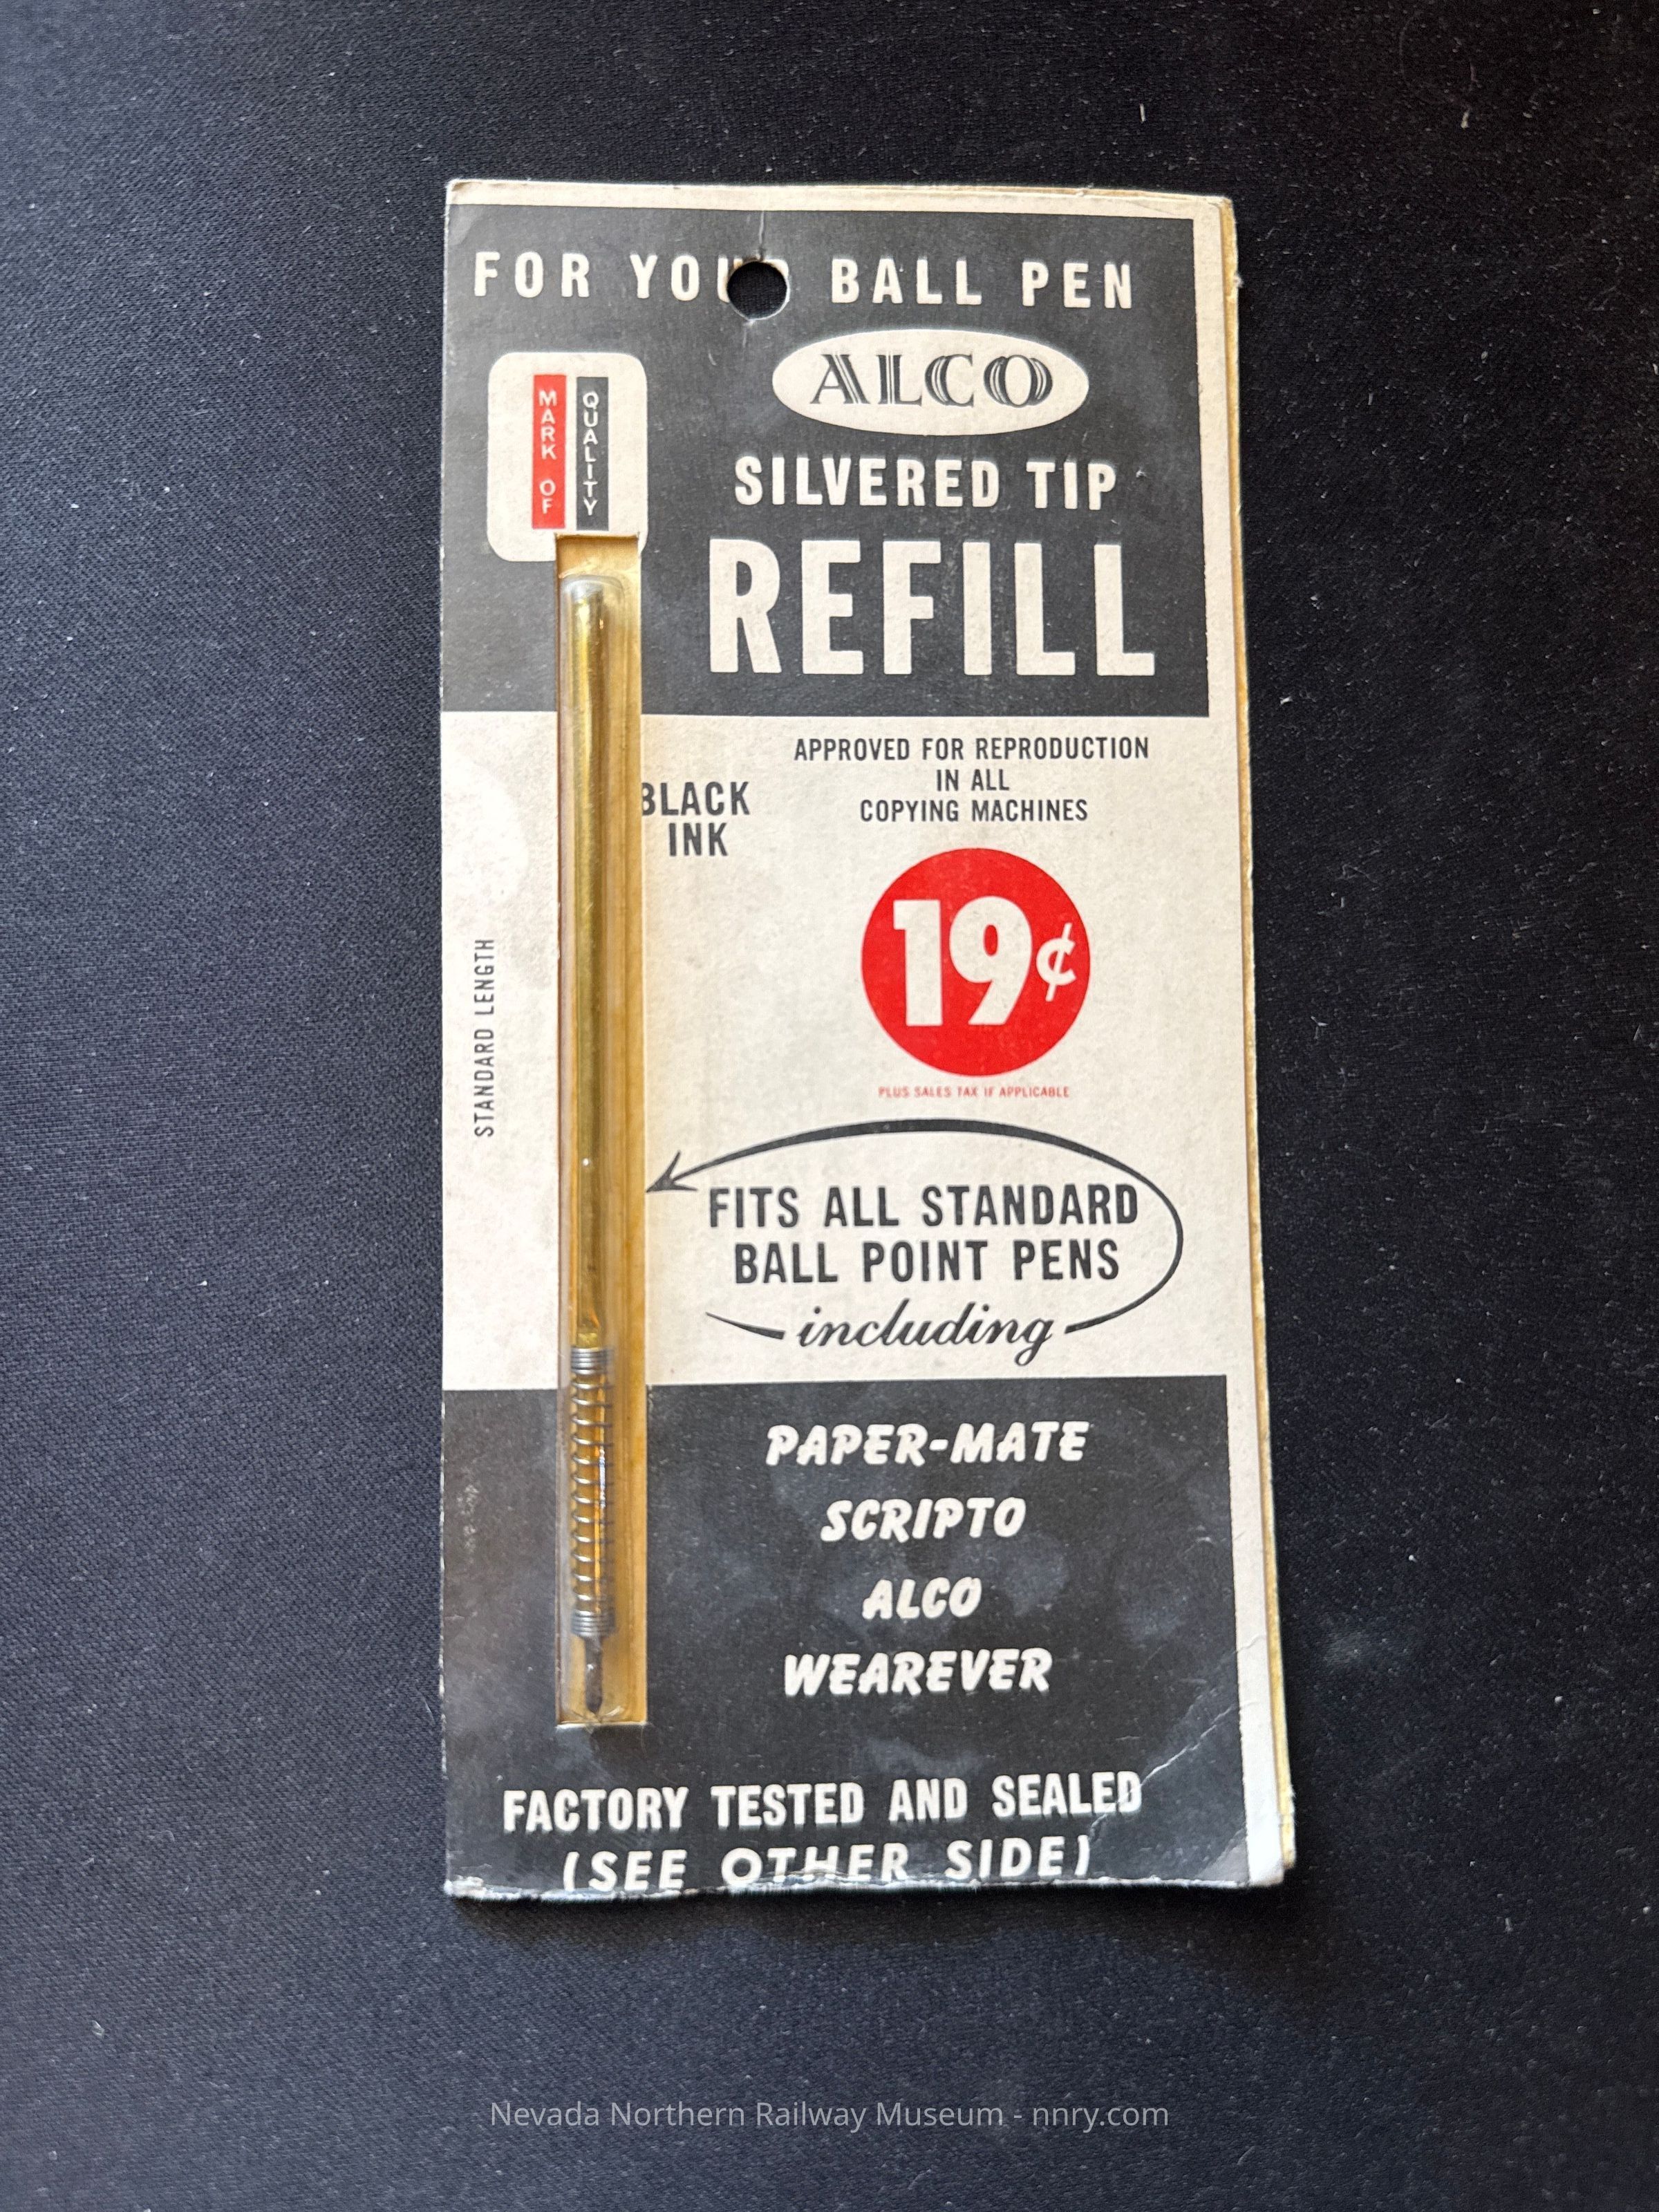 FOR YOUR BALL PEN
ALCO
MARK OF
QUALITY
SILVERED TIP
REFILL
APPROVED FOR REPRODUCTION
IN ALL
COPYING MACHINES
BLACK
INK
19¢
PLUS SALES TAX IF APPLICABLE
STANDARD LENGTH
FITS ALL STANDARD
BALL POINT PENS
including
PAPER-MATE
SCRIPTO
ALCO
WEAREVER
FACTORY TESTED AND SEALED
(SEE OTHER SIDE)
Nevada Northern Railway Museum - nnry.com